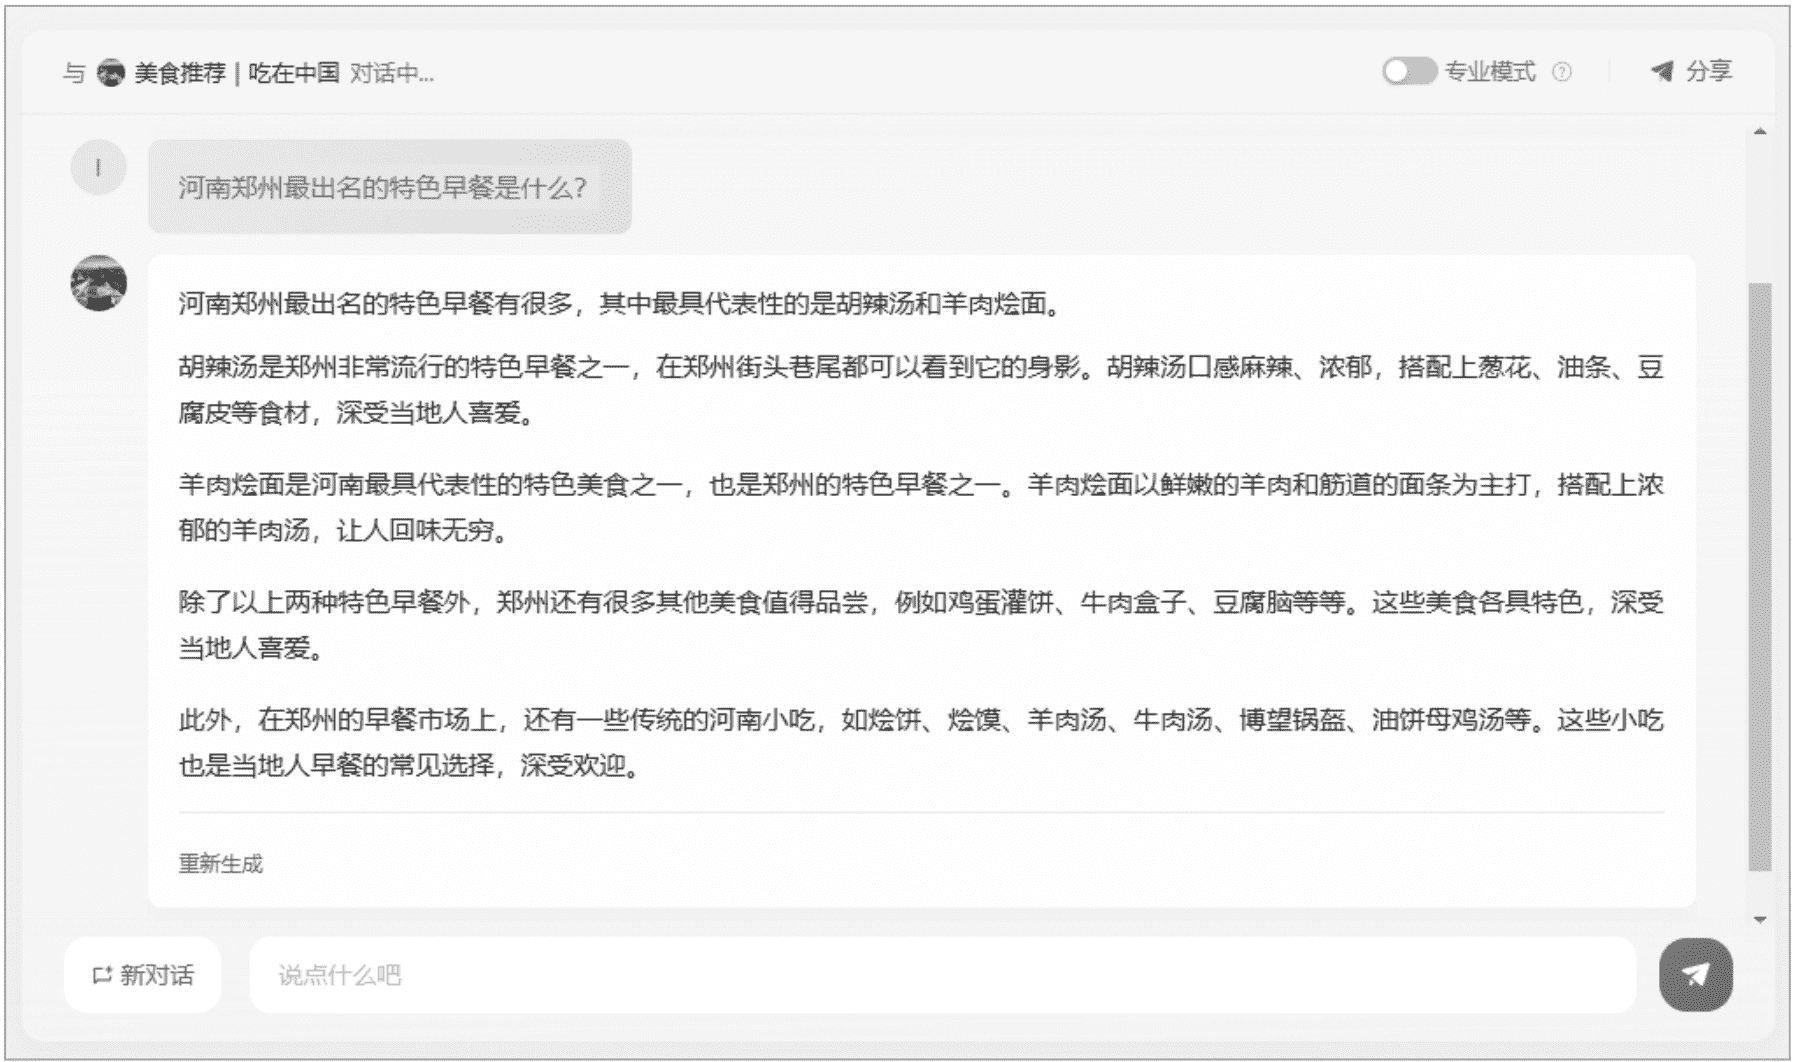 与 美食推荐 | 吃在中国 对话中...
专业模式 ?
分享
I
河南郑州最出名的特色早餐是什么?
河南郑州最出名的特色早餐有很多，其中最具代表性的是胡辣汤和羊肉烩面。
胡辣汤是郑州非常流行的特色早餐之一，在郑州街头巷尾都可以看到它的身影。胡辣汤口感麻辣、浓郁，搭配上葱花、油条、豆
腐皮等食材，深受当地人喜爱。
羊肉烩面是河南最具代表性的特色美食之一，也是郑州的特色早餐之一。羊肉烩面以鲜嫩的羊肉和筋道的面条为主打，搭配上浓
郁的羊肉汤，让人回味无穷。
除了以上两种特色早餐外，郑州还有很多其他美食值得品尝，例如鸡蛋灌饼、牛肉盒子、豆腐脑等等。这些美食各具特色，深受
当地人喜爱。
此外，在郑州的早餐市场上，还有一些传统的河南小吃，如烩饼、烩馍、羊肉汤、牛肉汤、博望锅盔、油饼母鸡汤等。这些小吃
也是当地人早餐的常见选择，深受欢迎。
重新生成
新对话
说点什么吧